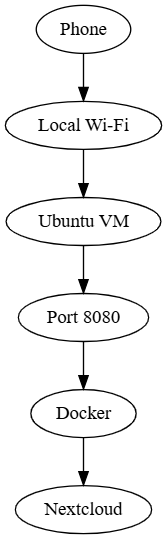 Phone
Local Wi-Fi
Ubuntu VM
Port 8080
Docker
Nextcloud